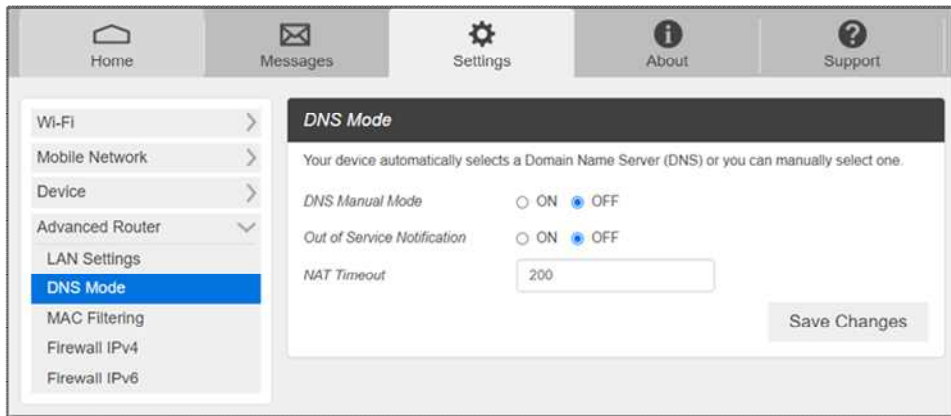 Home
Messages
Settings
About
Support
Wi-Fi
Mobile Network
Device
Advanced Router
LAN Settings
DNS Mode
MAC Filtering
Firewall IPv4
Firewall IPv6
DNS Mode
Your device automatically selects a Domain Name Server (DNS) or you can manually select one.
DNS Manual Mode ON OFF
Out of Service Notification ON OFF
NAT Timeout 200
Save Changes